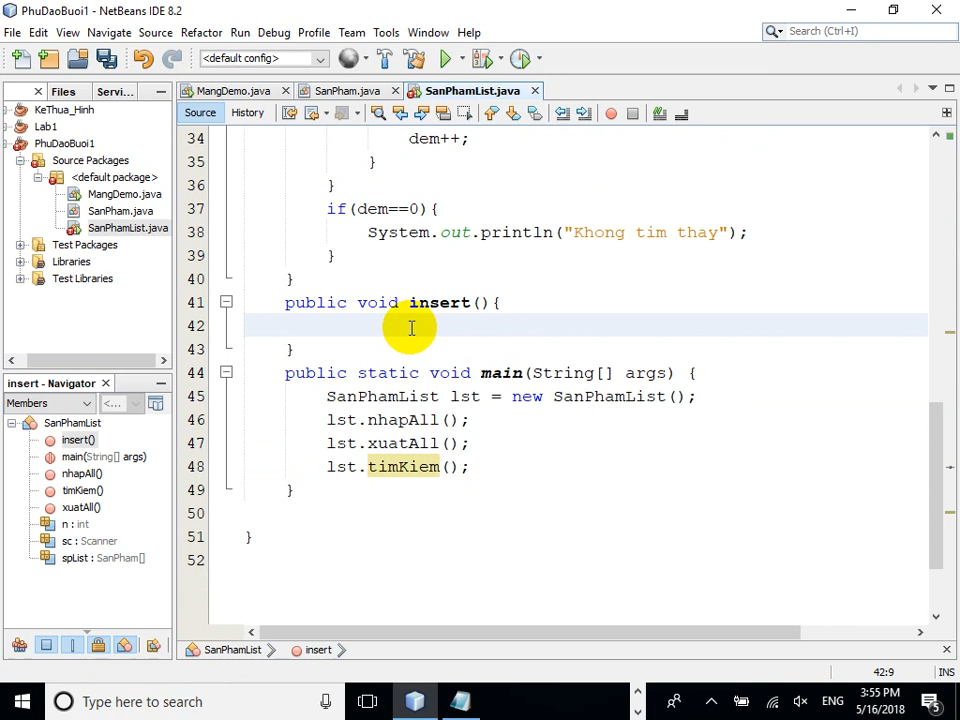 PhuDaoBuoi1 - NetBeans IDE 8.2
File Edit View Navigate Source Refactor Run Debug Profile Team Tools Window Help
Search (Ctrl+I)
<default config>
Files Servi...
MangDemo.java SanPham.java SanPhamList.java
Source History
KeThua_Hinh
Lab1
PhuDaoBuoi1
Source Packages
<default package>
MangDemo.java
SanPham.java
SanPhamList.java
Test Packages
Libraries
Test Libraries
insert - Navigator
Members <...
SanPhamList
insert()
main(String[] args)
nhapAll()
timKiem()
xuatAll()
n : int
sc : Scanner
spList : SanPham[]
34 dem++;
35 }
36 }
37 if(dem==0){
38 System.out.println("Khong tim thay");
39 }
40 }
41 public void insert(){
42
43 }
44 public static void main(String[] args) {
45 SanPhamList lst = new SanPhamList();
46 lst.nhapAll();
47 lst.xuatAll();
48 lst.timKiem();
49 }
50
51 }
52
SanPhamList insert
42:9 INS
Type here to search
ENG
3:55 PM
5/16/2018
5